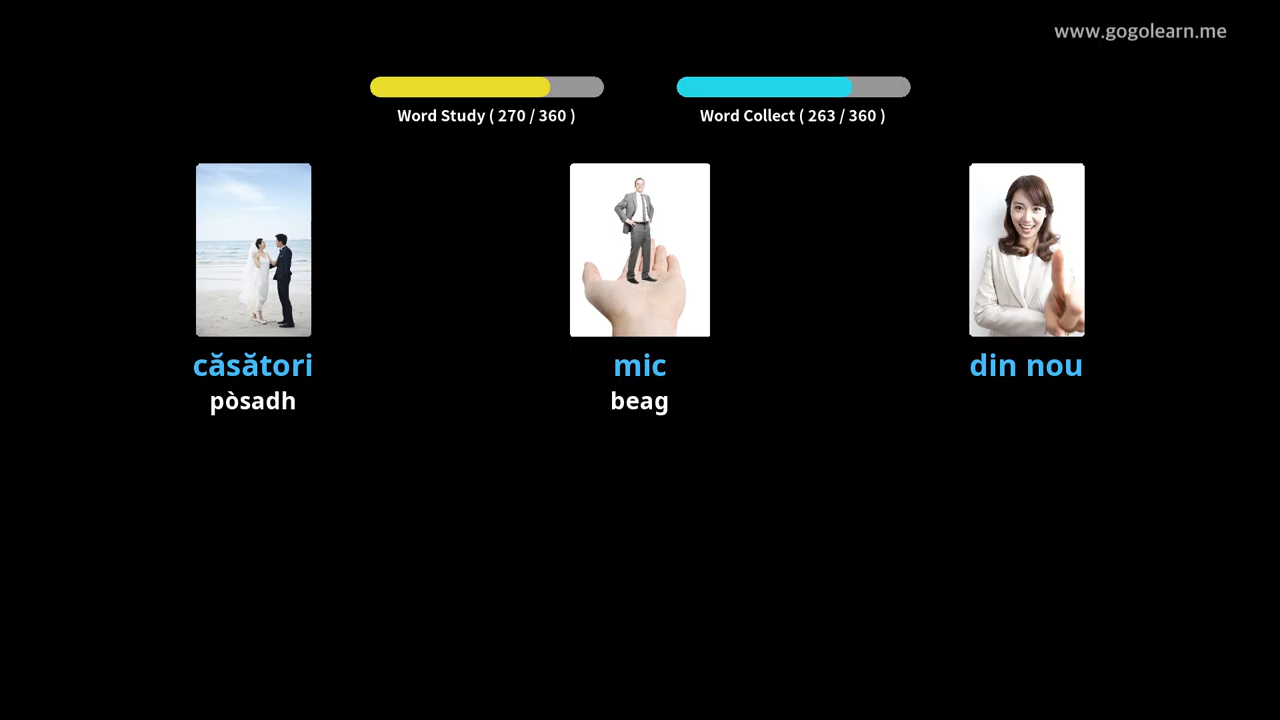 www.gogolearn.me
Word Study ( 270 / 360 )
Word Collect ( 263 / 360 )
căsători
mic
din nou
pòsadh
beag